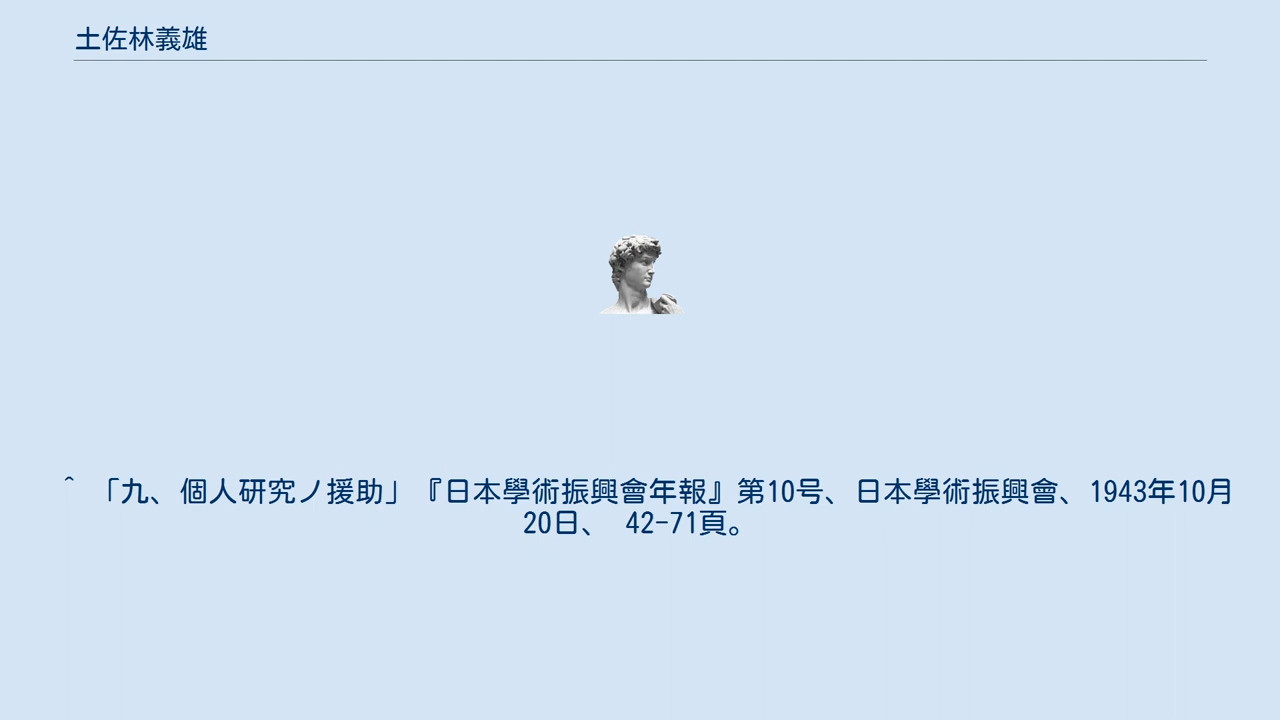 土佐林義雄
^ 「九、個人研究ノ援助」『日本學術振興會年報』第10号、日本學術振興會、1943年10月
20日、 42-71頁。